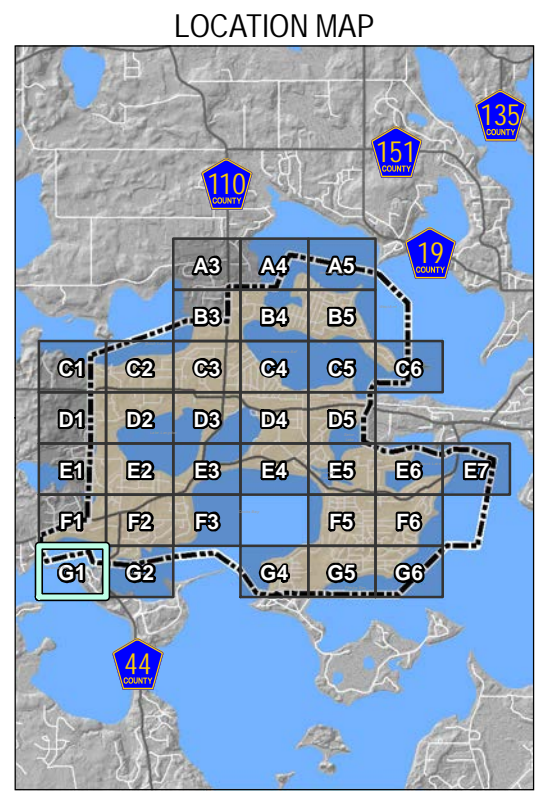 LOCATION MAP
135
COUNTY
151
COUNTY
110
COUNTY
19
COUNTY
A3 A4 A5
B3 B4 B5
C1 C2 C3 C4 C5 C6
D1 D2 D3 D4 D5
E1 E2 E3 E4 E5 E6 E7
F1 F2 F3 F5 F6
G1 G2 G4 G5 G6
44
COUNTY